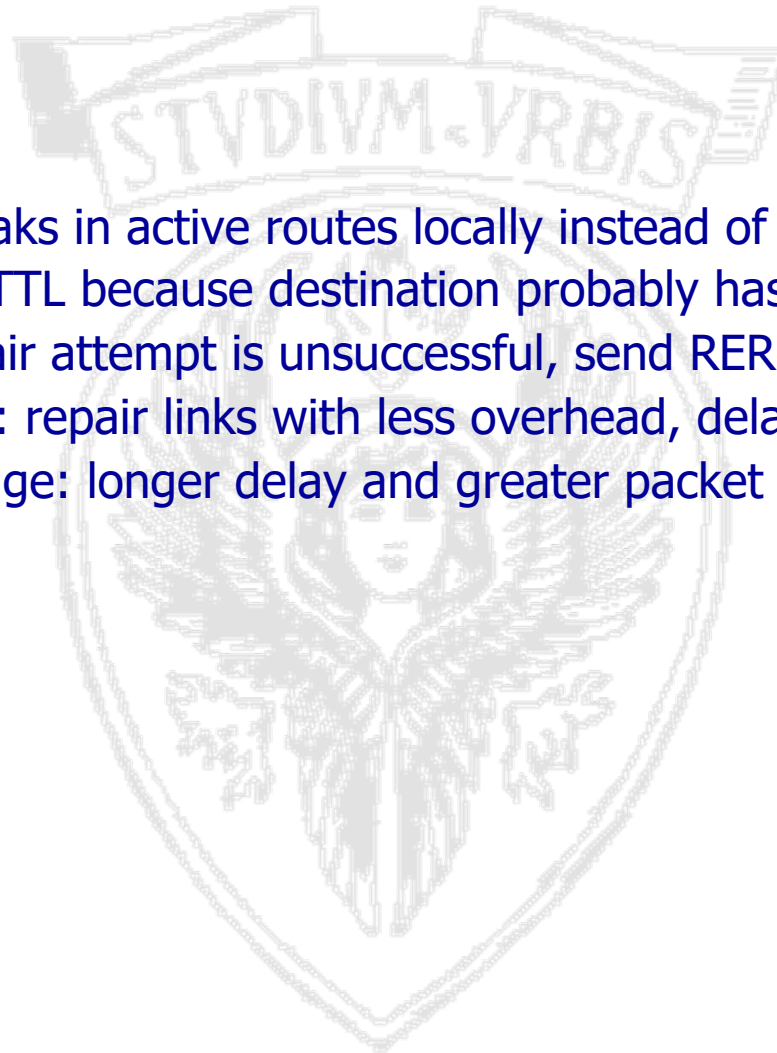 STVDIVM VRBIS
aks in active routes locally instead of
TTL because destination probably has
air attempt is unsuccessful, send RER
: repair links with less overhead, dela
ge: longer delay and greater packet